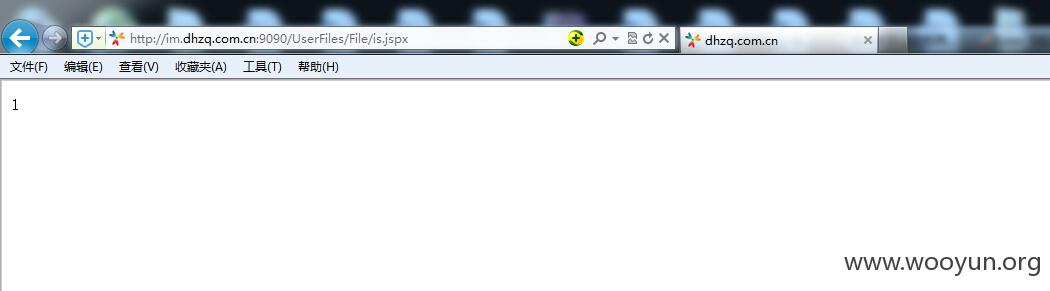 http://im.dhzq.com.cn:9090/UserFiles/File/is.jspx
dhzq.com.cn
文件(F) 编辑(E) 查看(V) 收藏夹(A) 工具(T) 帮助(H)
1
www.wooyun.org